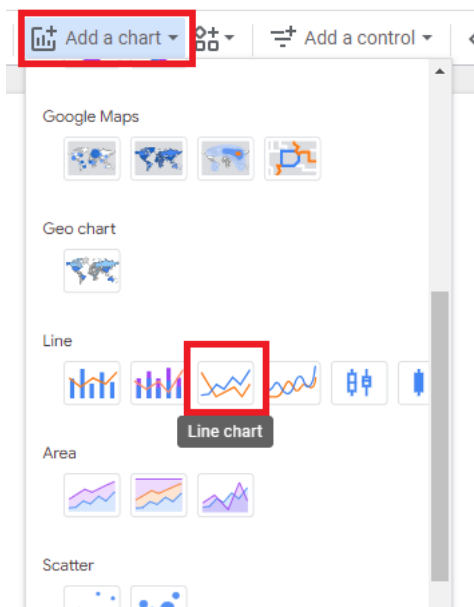 Add a chart
Add a control
Google Maps
Geo chart
Line
Line chart
Area
Scatter